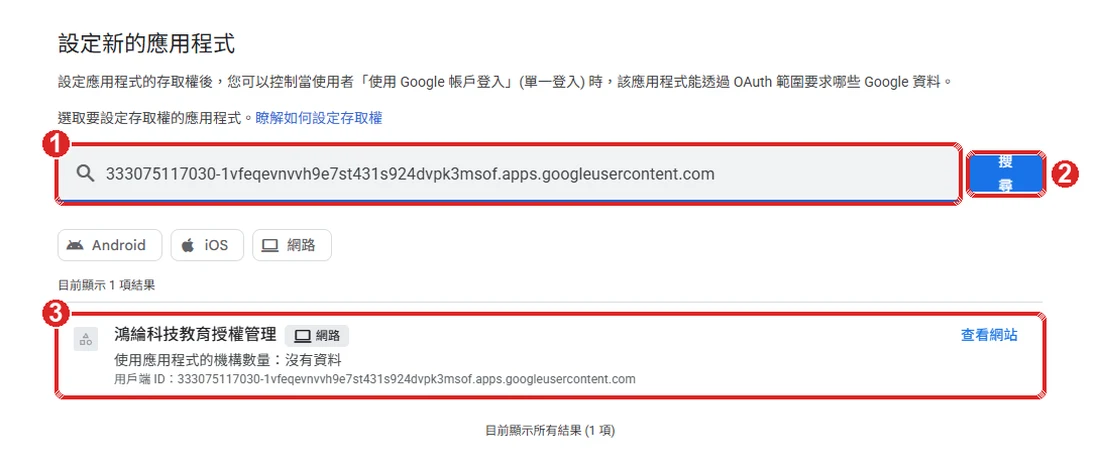 設定新的應用程式
設定應用程式的存取權後，您可以控制當使用者「使用 Google 帳戶登入」(單一登入) 時，該應用程式能透過 OAuth 範圍要求哪些 Google 資料。
選取要設定存取權的應用程式。瞭解如何設定存取權
1
333075117030-1vfeqevnvvh9e7st431s924dvpk3msof.apps.googleusercontent.com
搜
尋
2
Android
iOS
網路
目前顯示 1 項結果
3
鴻綸科技教育授權管理 網路
查看網站
使用應用程式的機構數量：沒有資料
用戶端 ID：333075117030-1vfeqevnvvh9e7st431s924dvpk3msof.apps.googleusercontent.com
目前顯示所有結果 (1 項)